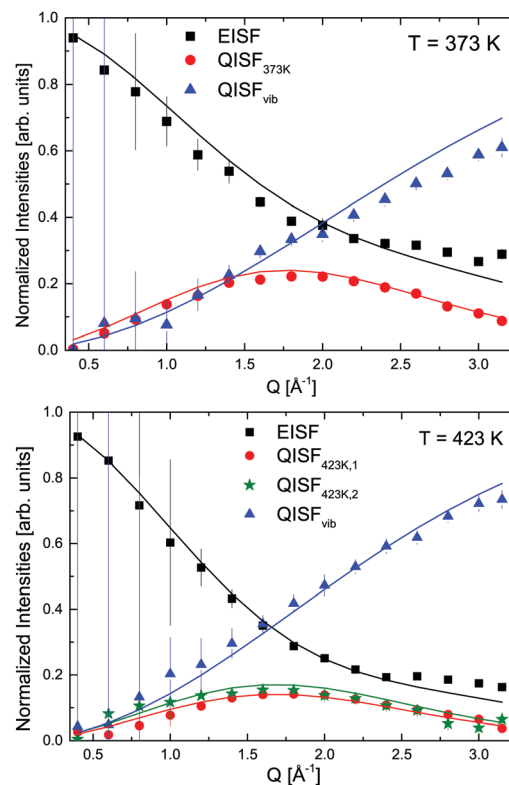 T = 373 K
EISF
QISF373K
QISFvib
Normalized Intensities [arb. units]
1.0
0.8
0.6
0.4
0.2
0.0
0.5 1.0 1.5 2.0 2.5 3.0
Q [Å-1]
T = 423 K
EISF
QISF423K,1
QISF423K,2
QISFvib
Normalized Intensities [arb. units]
1.0
0.8
0.6
0.4
0.2
0.0
0.5 1.0 1.5 2.0 2.5 3.0
Q [Å-1]